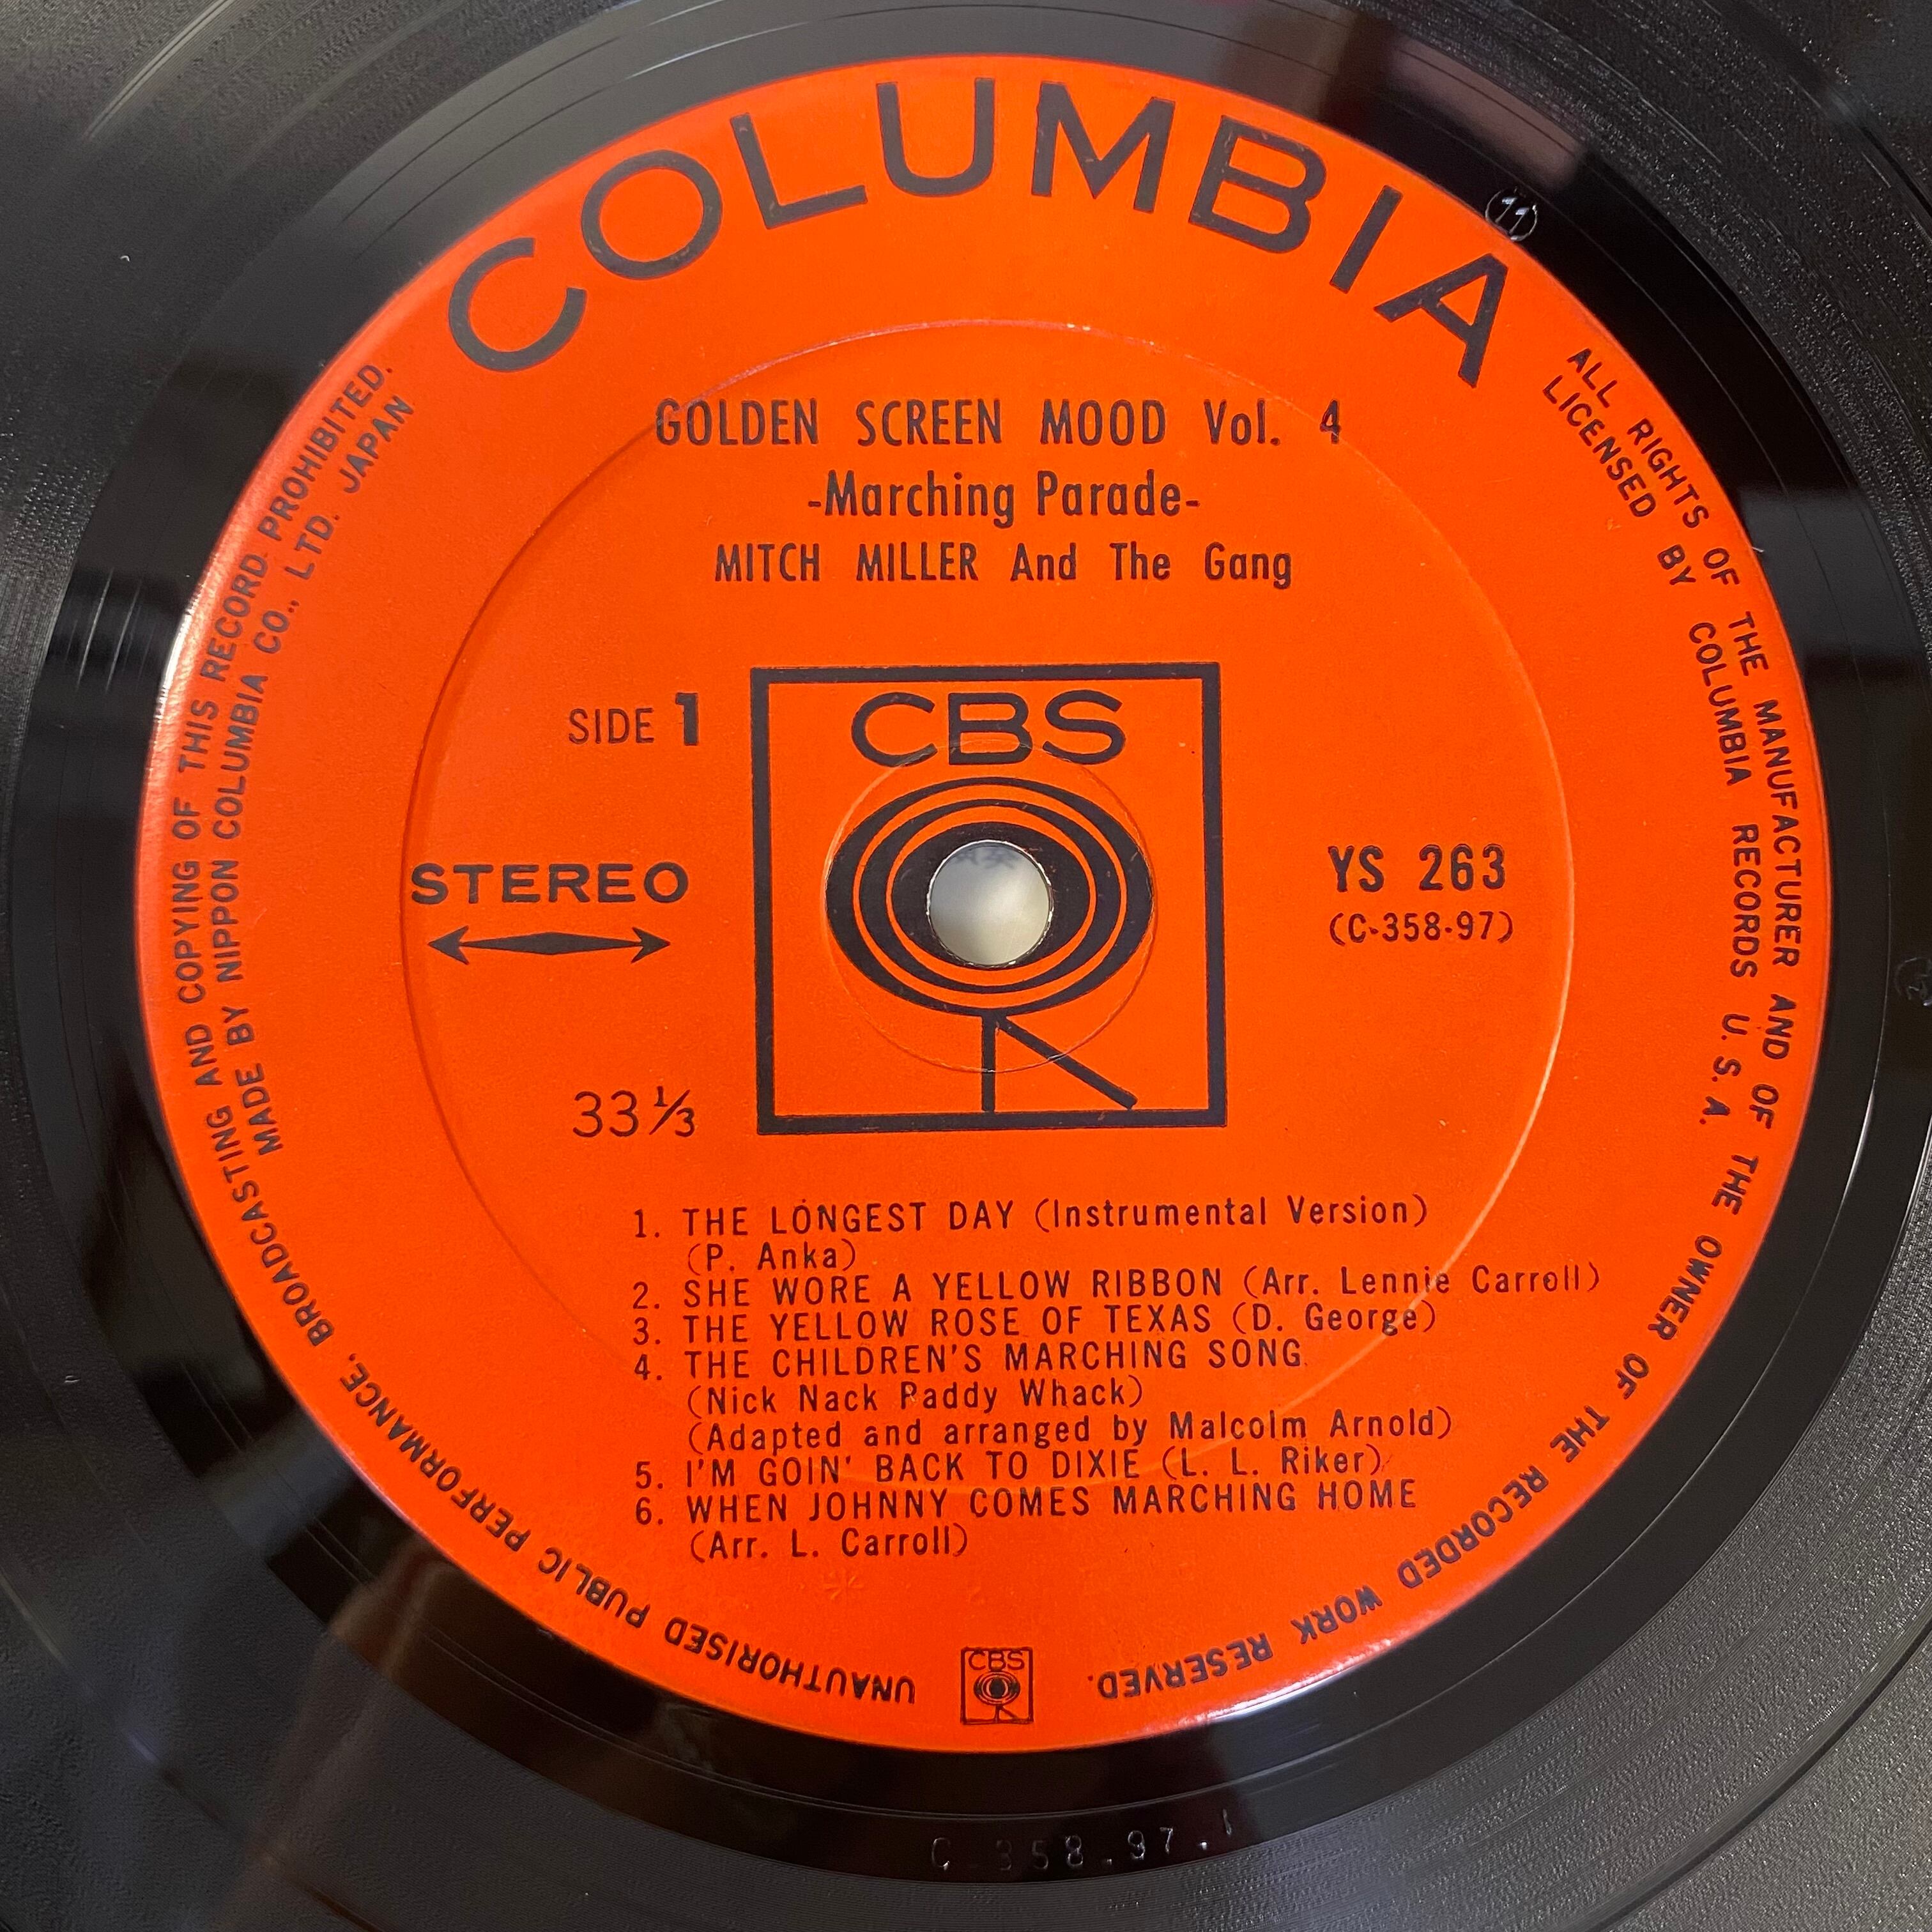 COLUMBIA
GOLDEN SCREEN MOOD Vol. 4
-Marching Parade-
MITCH MILLER And The Gang
SIDE 1
CBS
STEREO
YS 263
(C-358-97)
33 1/3
1. THE LONGEST DAY (Instrumental Version)
(P. Anka)
2. SHE WORE A YELLOW RIBBON (Arr. Lennie Carroll)
3. THE YELLOW ROSE OF TEXAS (D. George)
4. THE CHILDREN'S MARCHING SONG
(Nick Nack Paddy Whack)
(Adapted and arranged by Malcolm Arnold)
5. I'M GOIN' BACK TO DIXIE (L. L. Riker)
6. WHEN JOHNNY COMES MARCHING HOME
(Arr. L. Carroll)
ALL RIGHTS OF THE MANUFACTURER AND OF THE OWNER OF THE RECORDED WORK RESERVED.
LICENSED BY COLUMBIA RECORDS U.S.A.
CBS
UNAUTHORISED PUBLIC PERFORMANCE, BROADCASTING AND COPYING OF THIS RECORD PROHIBITED.
MADE BY NIPPON COLUMBIA CO., LTD. JAPAN
11
C 358.97.1